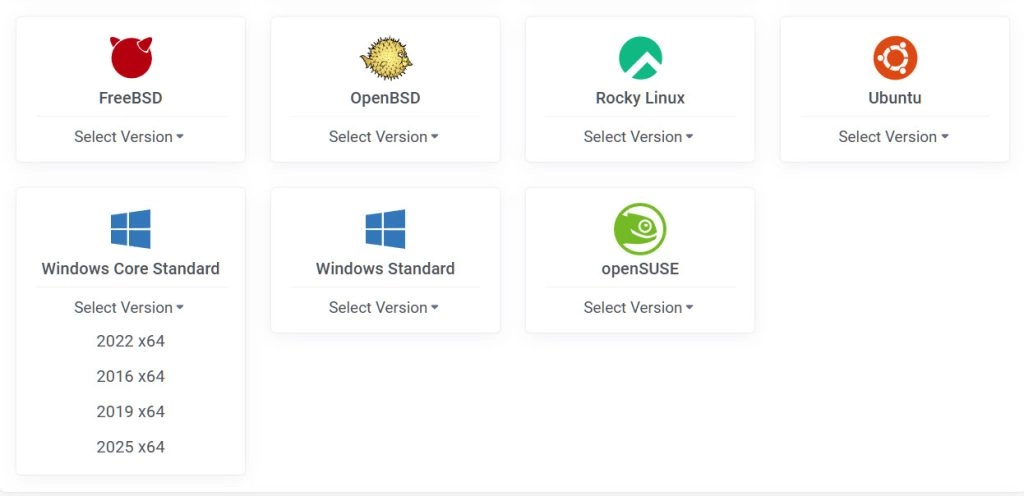 FreeBSD
Select Version
OpenBSD
Select Version
Rocky Linux
Select Version
Ubuntu
Select Version
Windows Core Standard
Select Version
2022 x64
2016 x64
2019 x64
2025 x64
Windows Standard
Select Version
openSUSE
Select Version